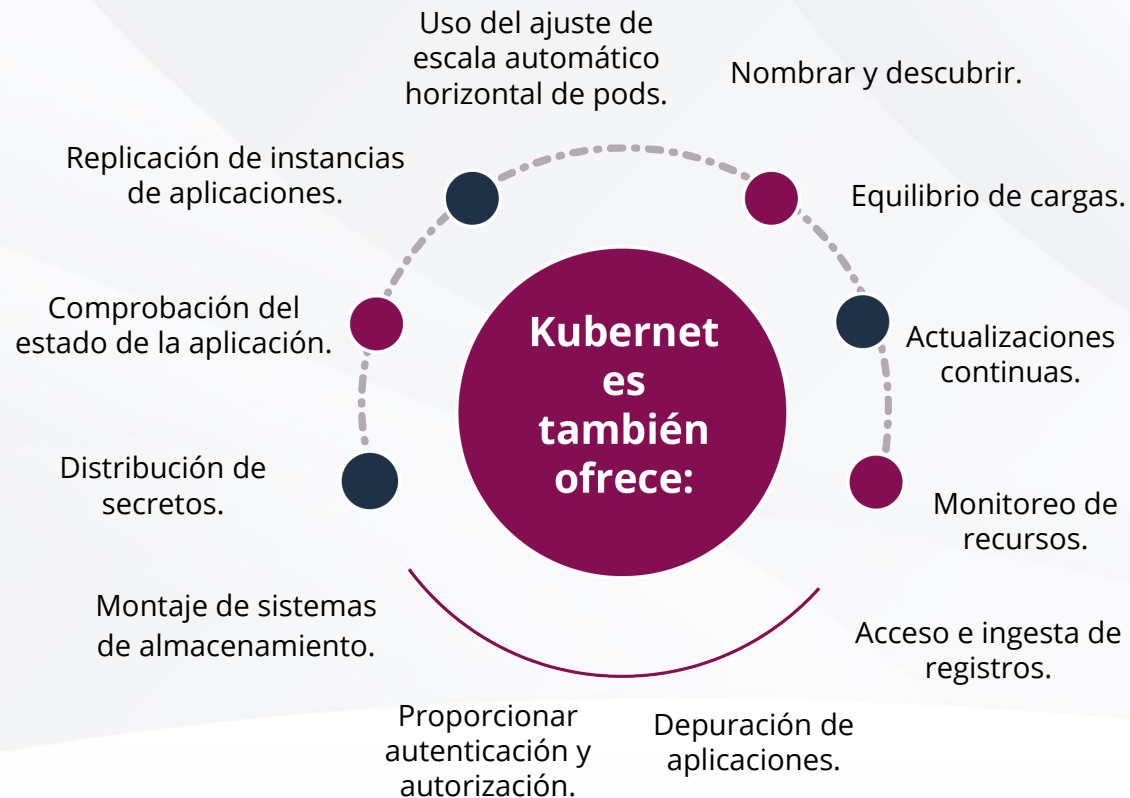 Uso del ajuste de
escala automático
horizontal de pods.
Nombrar y descubrir.
Replicación de instancias
de aplicaciones.
Equilibrio de cargas.
Comprobación del
estado de la aplicación.
Kubernet
es
también
ofrece:
Actualizaciones
continuas.
Distribución de
secretos.
Monitoreo de
recursos.
Montaje de sistemas
de almacenamiento.
Acceso e ingesta de
registros.
Proporcionar
autenticación y
autorización.
Depuración de
aplicaciones.